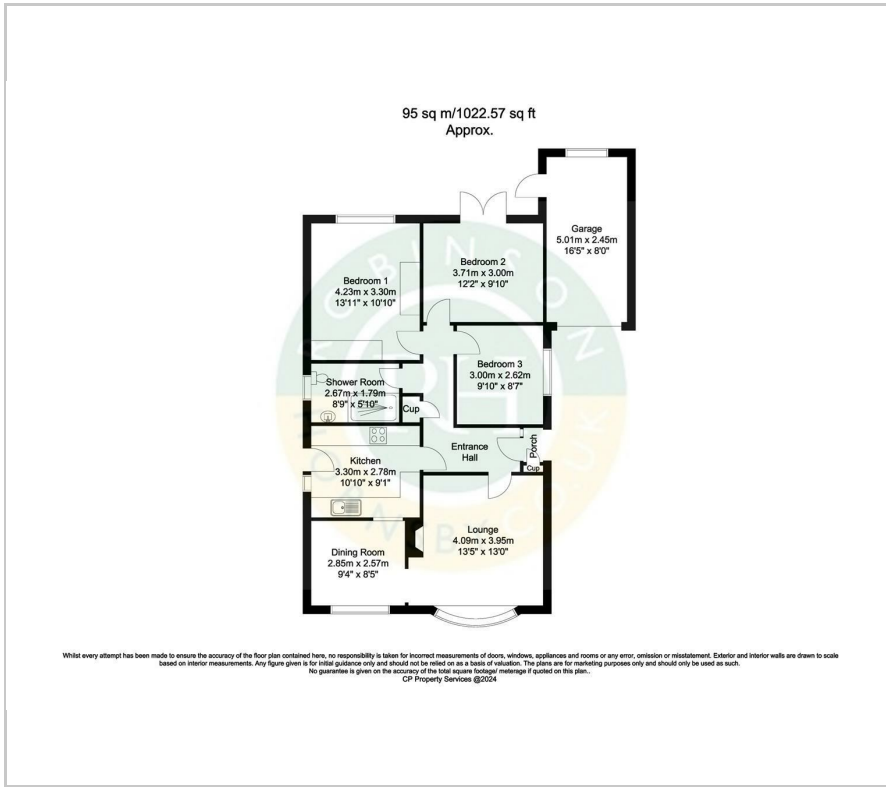 95 sq m/1022.57 sq ft
Approx.
Garage
5.01m x 2.45m
16'5" x 8'0"
Bedroom 2
3.71m x 3.00m
12'2" x 9'10"
Bedroom 1
4.23m x 3.30m
13'11" x 10'10"
Bedroom 3
3.00m x 2.62m
9'10" x 8'7"
Shower Room
2.67m x 1.79m
8'9" x 5'10"
Cup
Entrance
Hall
Porch
Cup
Kitchen
3.30m x 2.78m
10'10" x 9'1"
Lounge
4.09m x 3.95m
13'5" x 13'0"
Dining Room
2.85m x 2.57m
9'4" x 8'5"
ROBINSON
HORNSBY.CO.UK
RH
Whilst every attempt has been made to ensure the accuracy of the floor plan contained here, no responsibility is taken for incorrect measurements of doors, windows, appliances and rooms or any error, omission or misstatement. Exterior and interior walls are drawn to scale
based on interior measurements. Any figure given is for initial guidance only and should not be relied on as a basis of valuation. The plans are for marketing purposes only and should only be used as such.
No guarantee is given on the accuracy of the total square footage/ meterage if quoted on this plan..
CP Property Services @2024